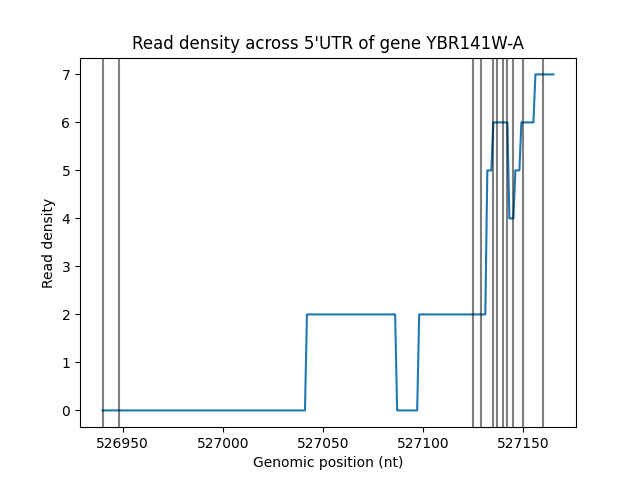 Read density across 5'UTR of gene YBR141W-A
7
6
5
4
3
2
1
0
Read density
526950 527000 527050 527100 527150
Genomic position (nt)